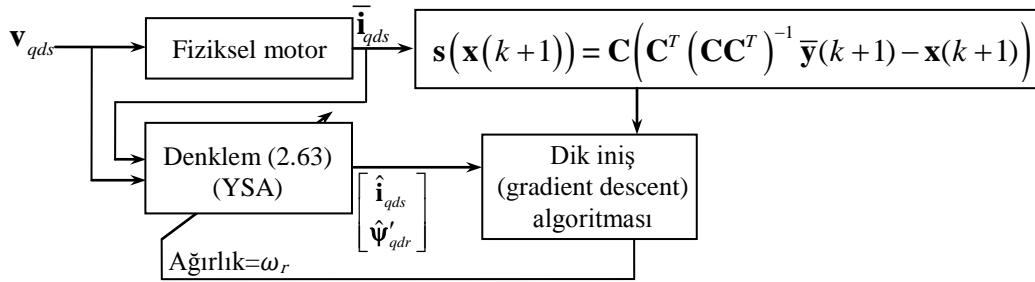 𝐯_qds
Fiziksel motor
𝐢̅_qds
𝐬(𝐱(k+1)) = 𝐂(𝐂^T (𝐂𝐂^T)^−1 𝐲̅(k+1) − 𝐱(k+1))
Denklem (2.63)
(YSA)
[𝐢̂_qds
𝛙̂′_qdr]
Dik iniş
(gradient descent)
algoritması
Ağırlık=ω_r